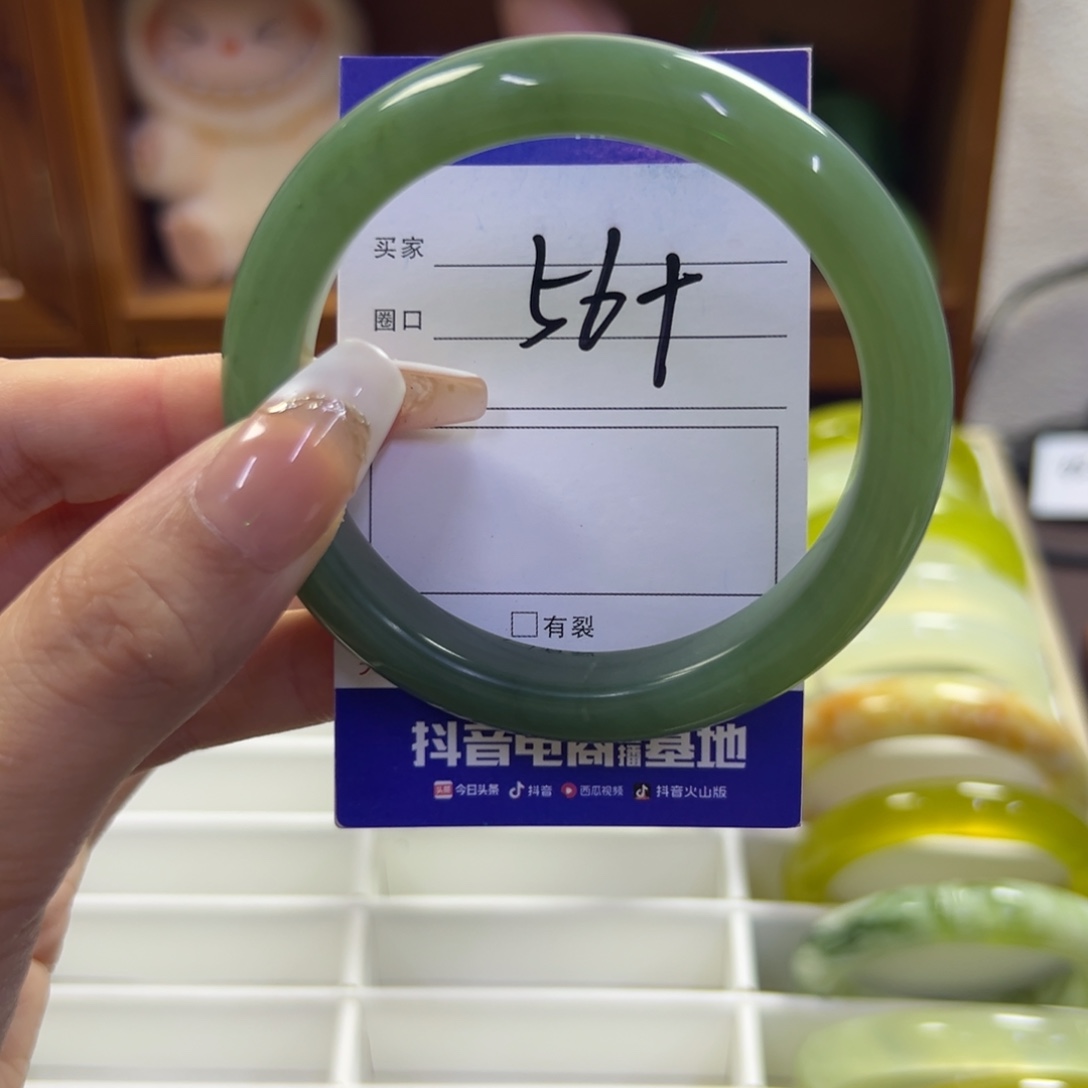 买家
圈口
56+
有裂
抖音电商直播基地
今日头条 抖音 西瓜视频 抖音火山版